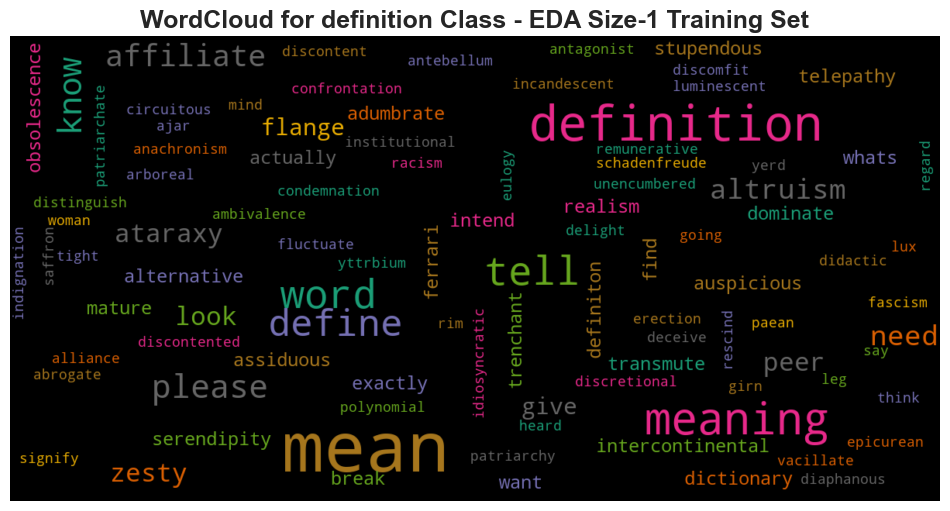 WordCloud for definition Class - EDA Size-1 Training Set
obsolescence
know
affiliate
discontent
antebellum
antagonist
stupendous
incandescent
discomfit
luminescent
telepathy
patriarchate
confrontation
circuitous
mind
adumbrate
definition
ajar
flange
institutional
anachronism
actually
racism
remunerative
schadenfreude
yerd
whats
regard
arboreal
condemnation
eulogy
unencumbered
altruism
distinguish
woman
ambivalence
intend
realism
dominate
delight
going
ataraxy
fluctuate
lux
indignation
saffron
tight
yttrbium
ferrari
find
didactic
alternative
tell
auspicious
word
definiton
mature
look
define
rim
trenchant
erection
deceive
rescind
paean
fascism
need
discontented
idiosyncratic
say
alliance
assiduous
transmute
peer
abrogate
please
exactly
discretional
girn
leg
think
polynomial
give
heard
meaning
serendipity
mean
intercontinental
epicurean
signify
patriarchy
vacillate
zesty
break
want
dictionary
diaphanous